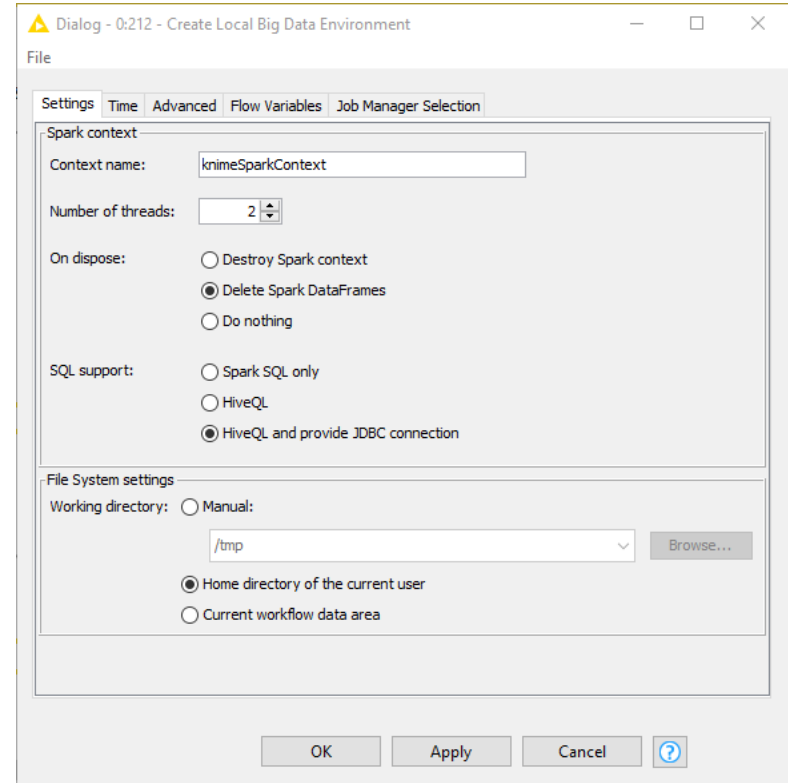 Dialog - 0:212 - Create Local Big Data Environment
File
Settings Time Advanced Flow Variables Job Manager Selection
Spark context
Context name: knimeSparkContext
Number of threads: 2
On dispose: Destroy Spark context
Delete Spark DataFrames
Do nothing
SQL support: Spark SQL only
HiveQL
HiveQL and provide JDBC connection
File System settings
Working directory: Manual:
/tmp Browse...
Home directory of the current user
Current workflow data area
OK Apply Cancel ?